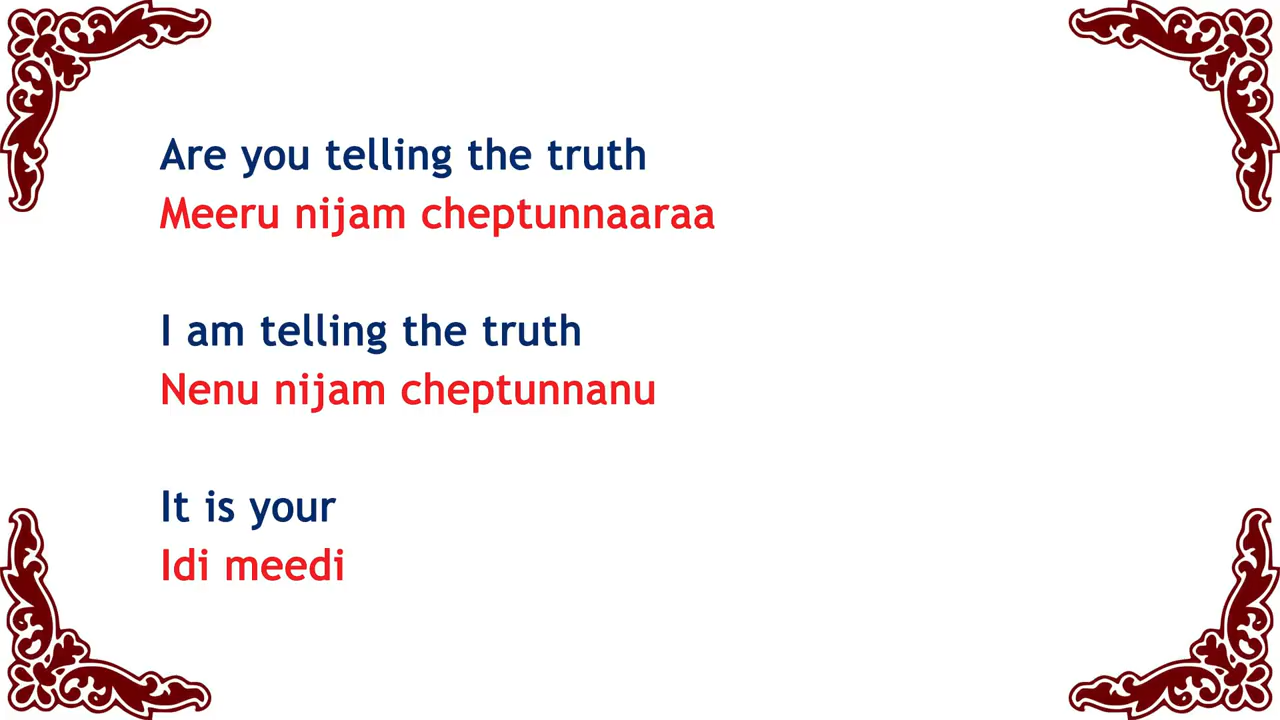 Are you telling the truth
Meeru nijam cheptunnaaraa
I am telling the truth
Nenu nijam cheptunnanu
It is your
Idi meedi